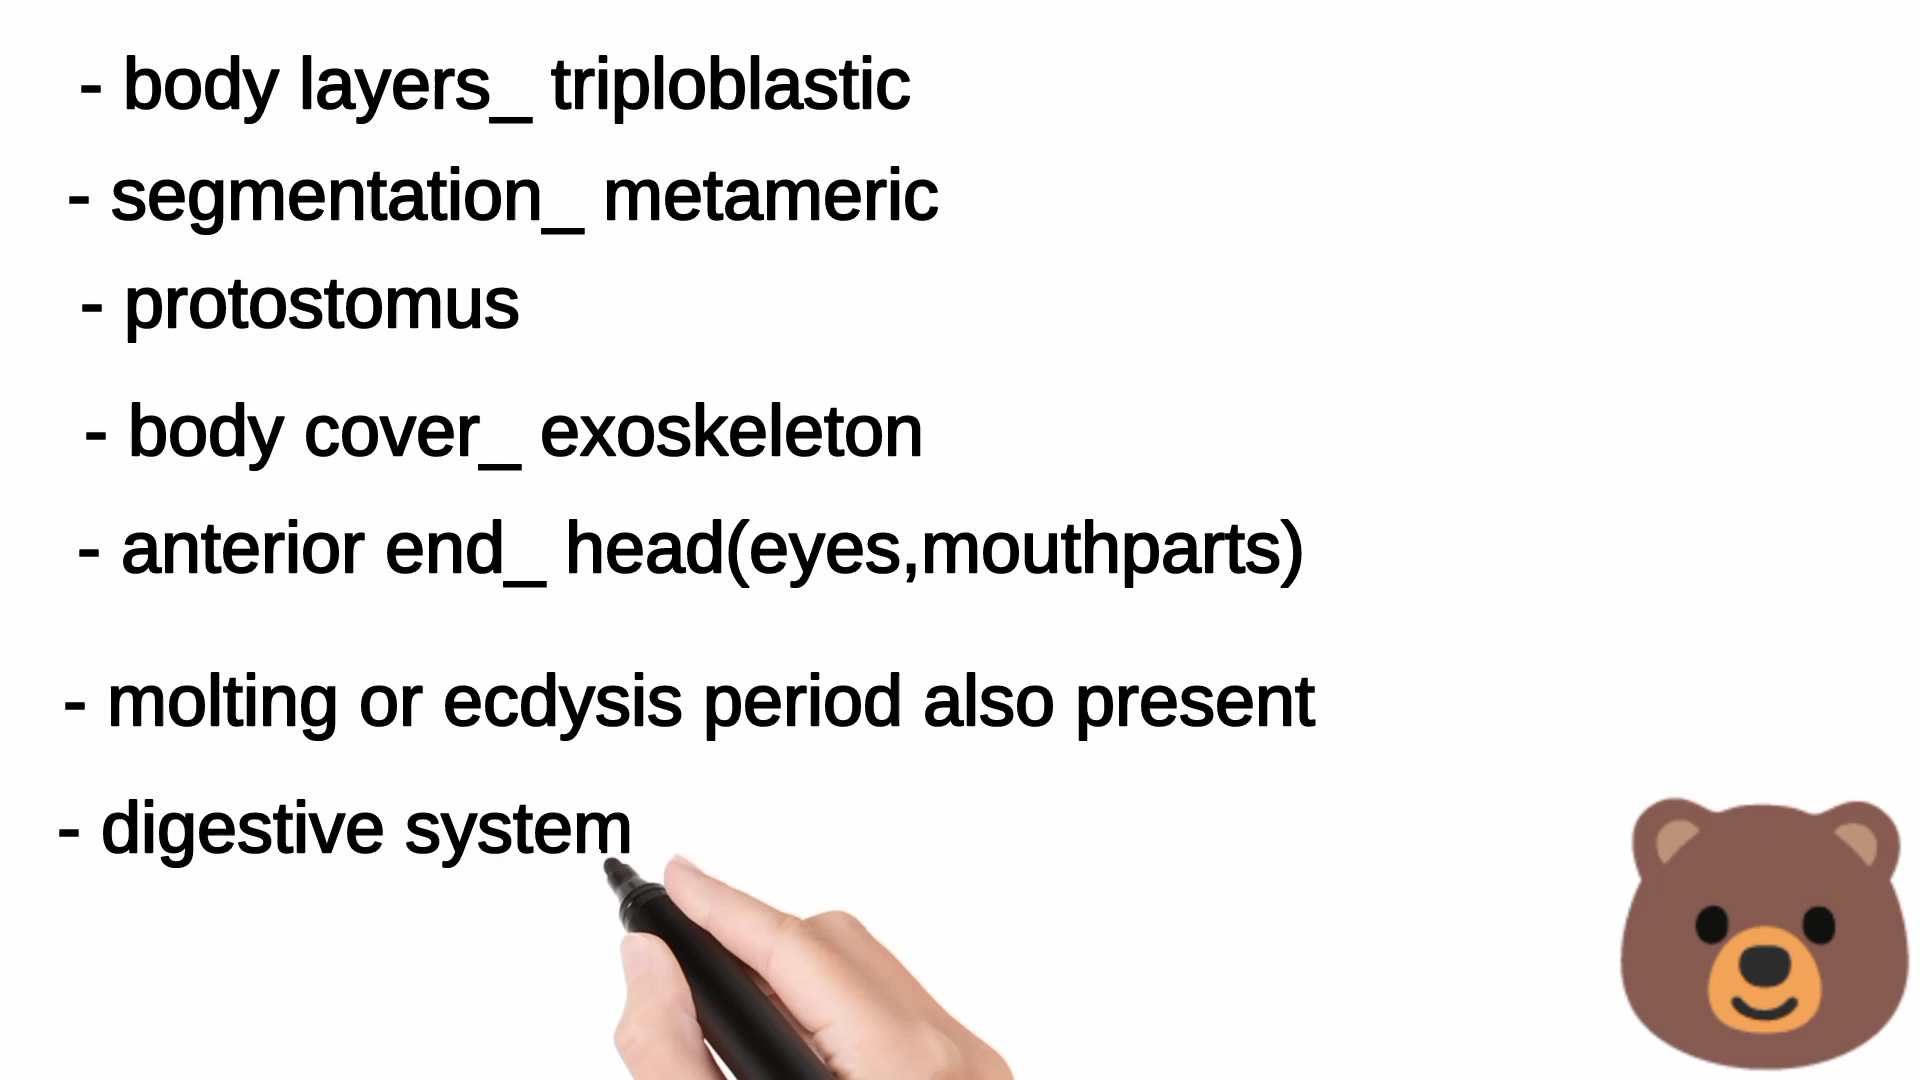 - body layers_ triploblastic
- segmentation_ metameric
- protostomus
- body cover_ exoskeleton
- anterior end_ head(eyes,mouthparts)
- molting or ecdysis period also present
- digestive system